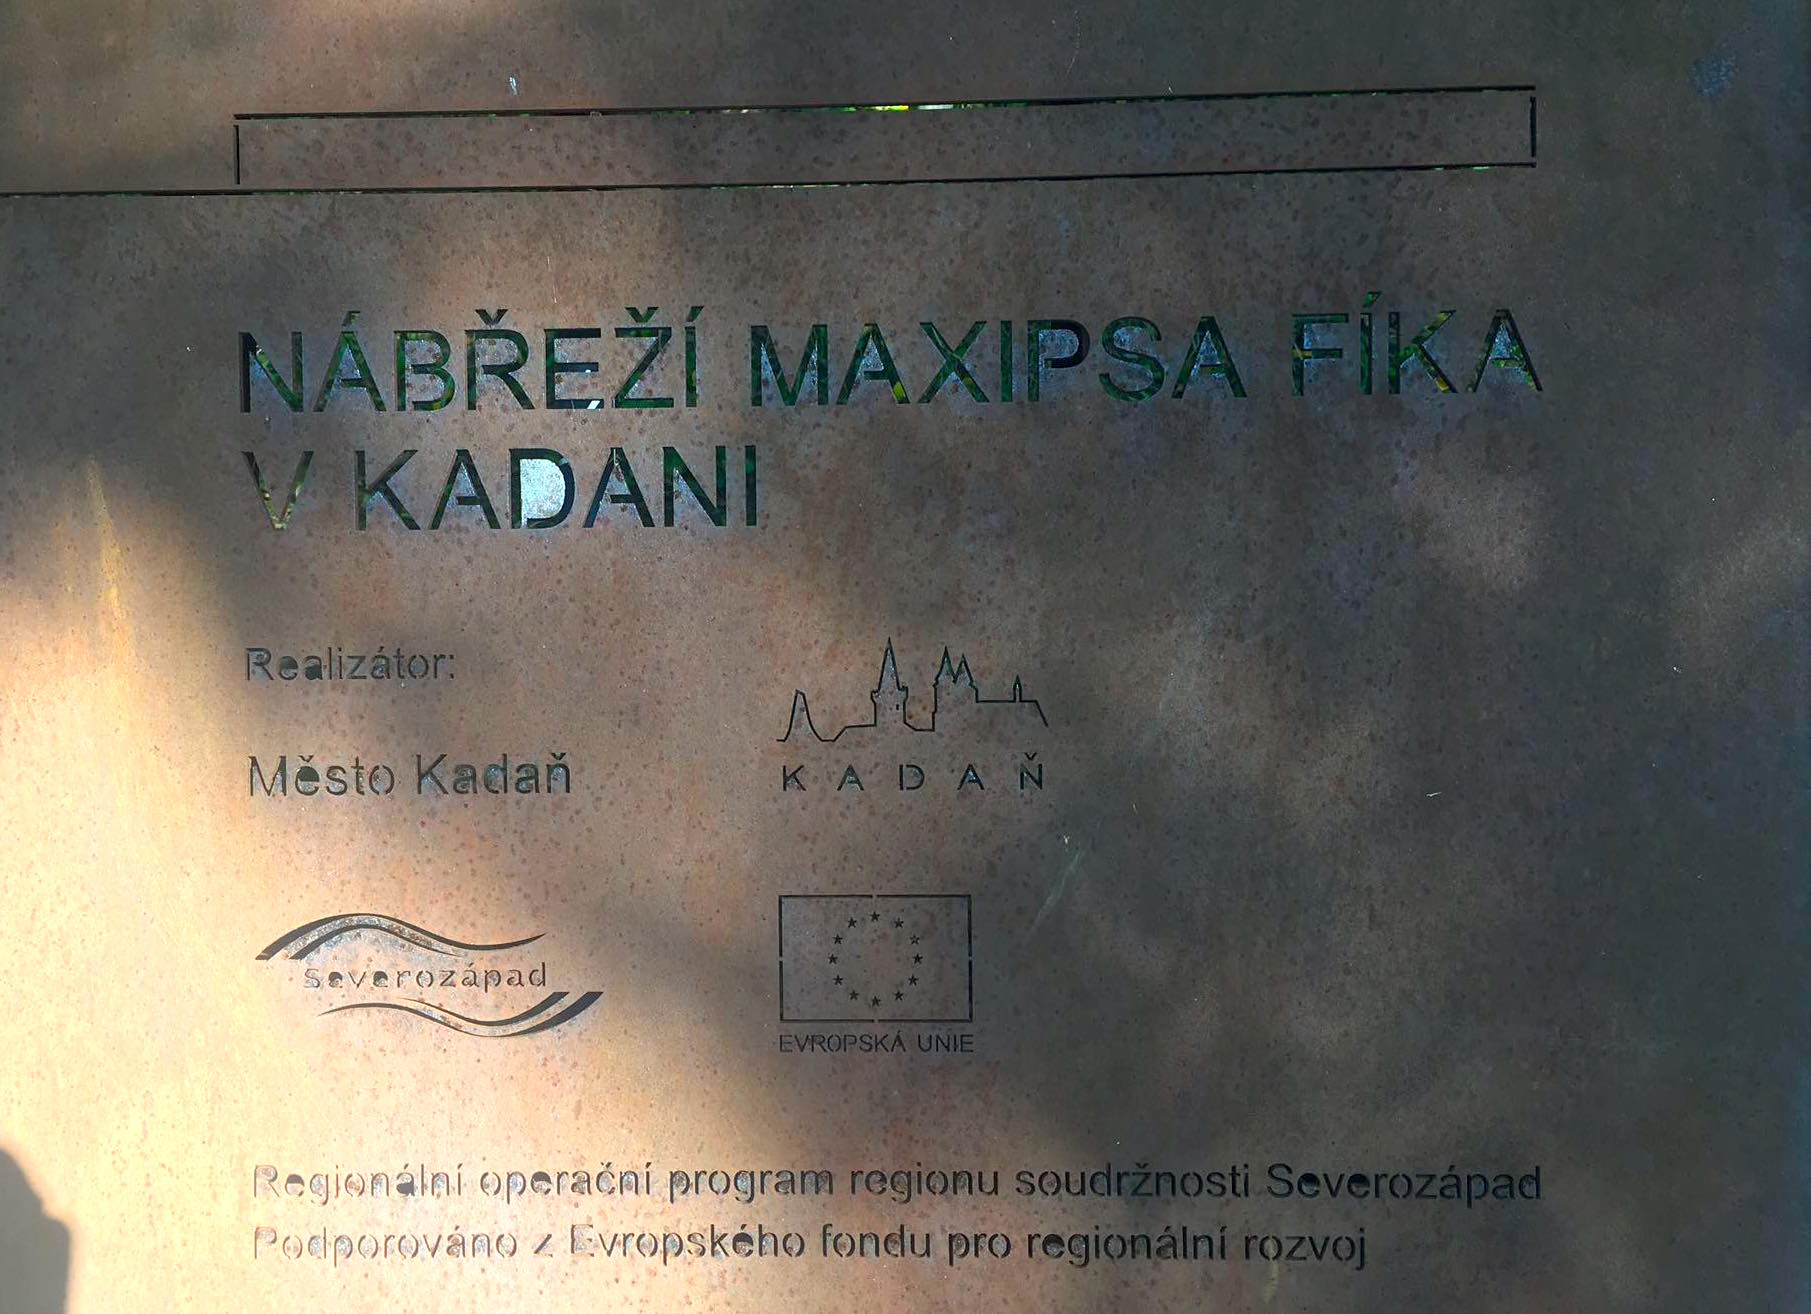 NÁBŘEŽÍ MAXIPSA FÍKA
V KADANI
Realizátor:
Město Kadaň
KADAŇ
severozápad
EVROPSKÁ UNIE
Regionální operační program regionu soudržnosti Severozápad
Podporováno z Evropského fondu pro regionální rozvoj